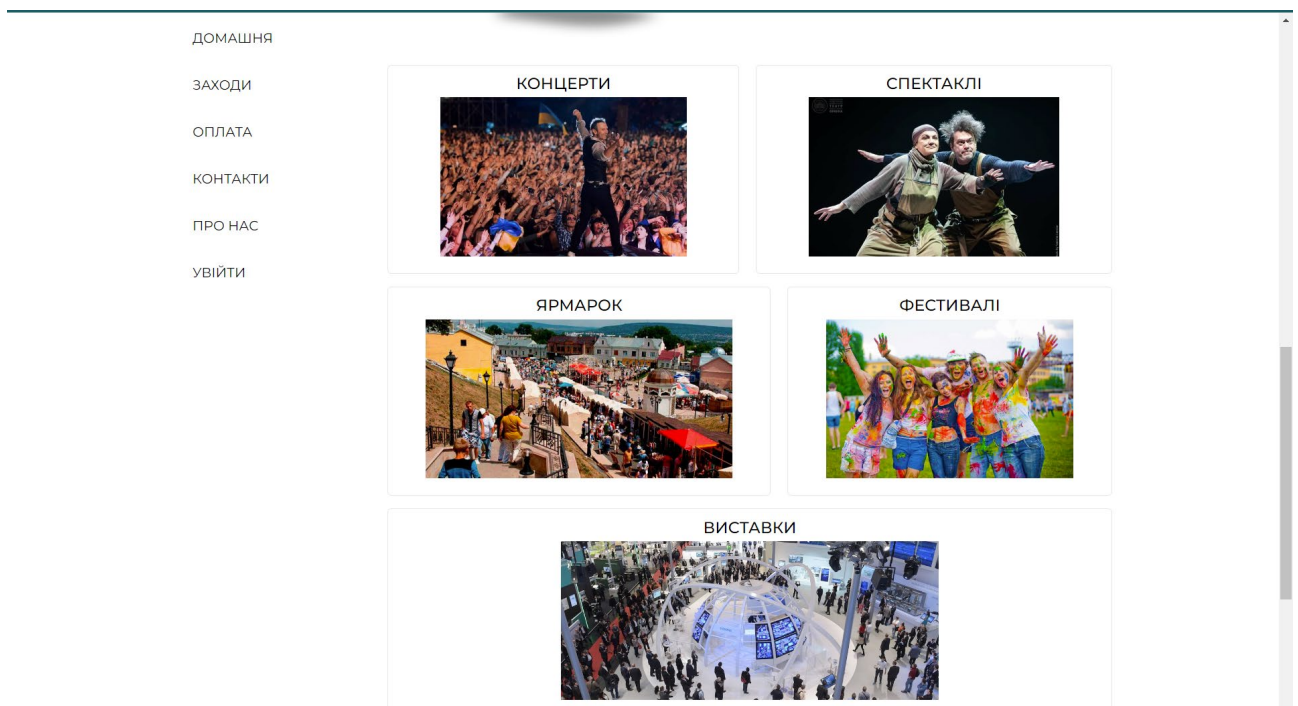 ДОМАШНЯ
ЗАХОДИ
ОПЛАТА
КОНТАКТИ
ПРО НАС
УВІЙТИ
КОНЦЕРТИ
СПЕКТАКЛІ
ЯРМАРОК
ФЕСТИВАЛІ
ВИСТАВКИ